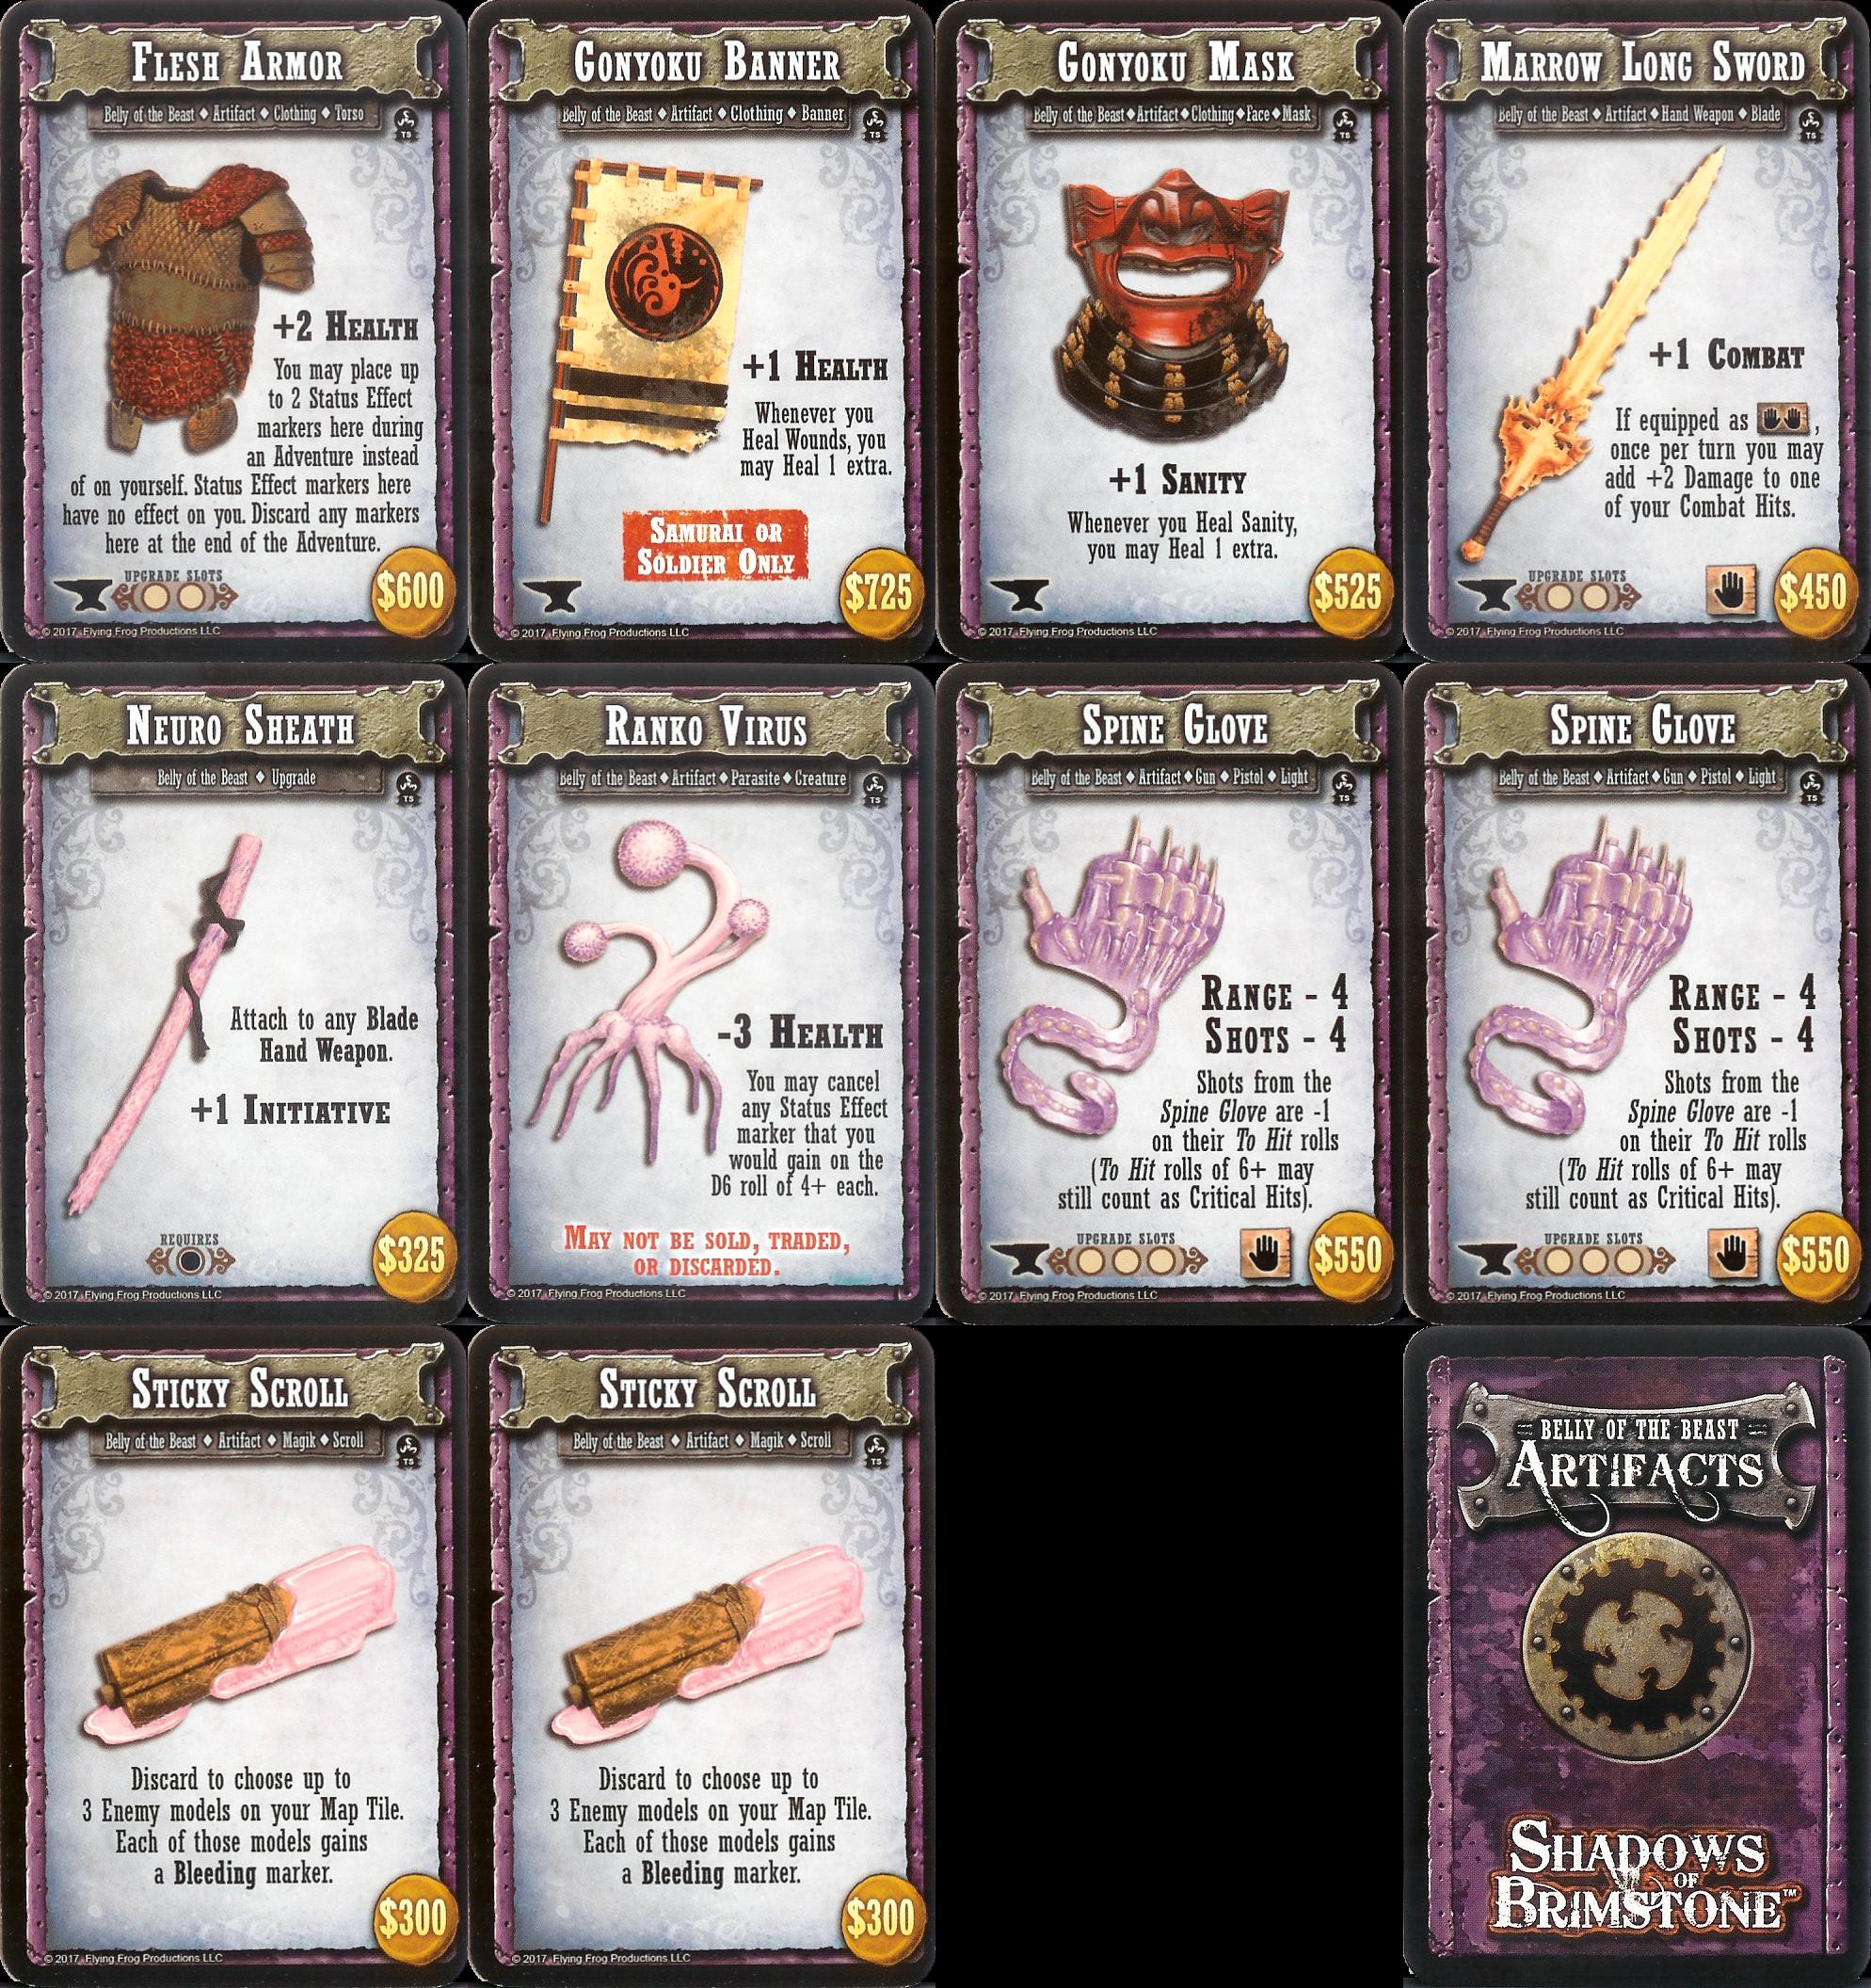 FLESH ARMOR
Belly of the Beast ♦ Artifact ♦ Clothing ♦ Torso
TS
+2 HEALTH
You may place up
to 2 Status Effect
markers here during
an Adventure instead
of on yourself. Status Effect markers here
have no effect on you. Discard any markers
here at the end of the Adventure.
UPGRADE SLOTS
$600
© 2017 Flying Frog Productions LLC
GONYOKU BANNER
Belly of the Beast ♦ Artifact ♦ Clothing ♦ Banner
TS
+1 HEALTH
Whenever you
Heal Wounds, you
may Heal 1 extra.
SAMURAI OR
SOLDIER ONLY
$725
© 2017 Flying Frog Productions LLC
GONYOKU MASK
Belly of the Beast♦Artifact♦Clothing♦Face♦Mask
TS
+1 SANITY
Whenever you Heal Sanity,
you may Heal 1 extra.
$525
© 2017 Flying Frog Productions LLC
MARROW LONG SWORD
Belly of the Beast ♦ Artifact ♦ Hand Weapon ♦ Blade
TS
+1 COMBAT
If equipped as ,
once per turn you may
add +2 Damage to one
of your Combat Hits.
UPGRADE SLOTS
$450
© 2017 Flying Frog Productions LLC
NEURO SHEATH
Belly of the Beast ♦ Upgrade
TS
Attach to any Blade
Hand Weapon.
+1 INITIATIVE
REQUIRES
$325
© 2017 Flying Frog Productions LLC
RANKO VIRUS
Belly of the Beast♦Artifact♦Parasite♦Creature
TS
-3 HEALTH
You may cancel
any Status Effect
marker that you
would gain on the
D6 roll of 4+ each.
MAY NOT BE SOLD, TRADED,
OR DISCARDED.
© 2017 Flying Frog Productions LLC
SPINE GLOVE
Belly of the Beast♦Artifact♦Gun♦Pistol♦Light
TS
RANGE - 4
SHOTS - 4
Shots from the
Spine Glove are -1
on their To Hit rolls
(To Hit rolls of 6+ may
still count as Critical Hits).
UPGRADE SLOTS
$550
© 2017 Flying Frog Productions LLC
SPINE GLOVE
Belly of the Beast♦Artifact♦Gun♦Pistol♦Light
TS
RANGE - 4
SHOTS - 4
Shots from the
Spine Glove are -1
on their To Hit rolls
(To Hit rolls of 6+ may
still count as Critical Hits).
UPGRADE SLOTS
$550
© 2017 Flying Frog Productions LLC
STICKY SCROLL
Belly of the Beast ♦ Artifact ♦ Magik ♦ Scroll
TS
Discard to choose up to
3 Enemy models on your Map Tile.
Each of those models gains
a Bleeding marker.
$300
© 2017 Flying Frog Productions LLC
STICKY SCROLL
Belly of the Beast ♦ Artifact ♦ Magik ♦ Scroll
TS
Discard to choose up to
3 Enemy models on your Map Tile.
Each of those models gains
a Bleeding marker.
$300
© 2017 Flying Frog Productions LLC
BELLY OF THE BEAST
ARTIFACTS
SHADOWS
OF
BRIMSTONE™